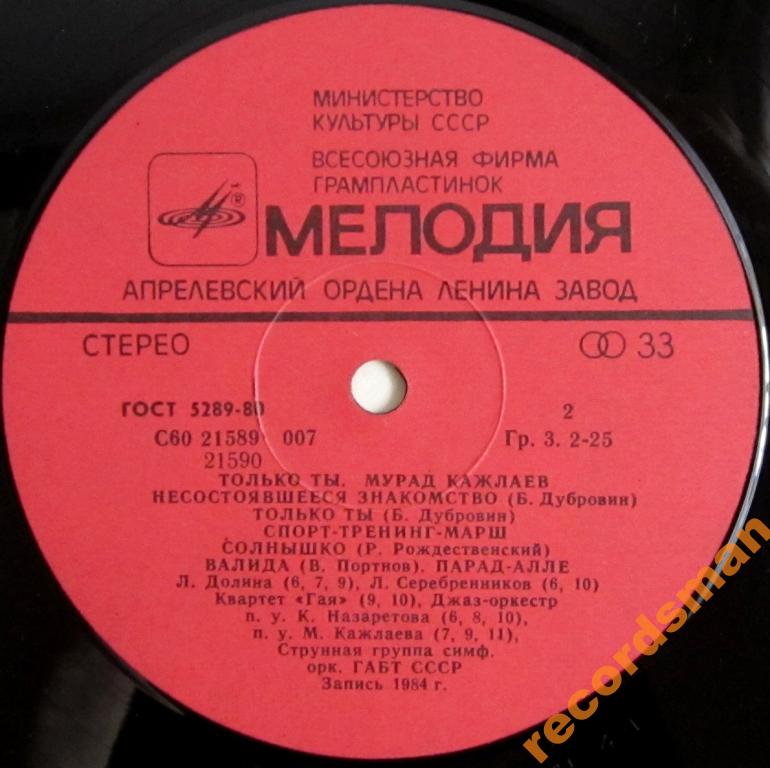 МИНИСТЕРСТВО
КУЛЬТУРЫ СССР
ВСЕСОЮЗНАЯ ФИРМА
ГРАМПЛАСТИНОК
®
МЕЛОДИЯ
АПРЕЛЕВСКИЙ ОРДЕНА ЛЕНИНА ЗАВОД
СТЕРЕО 33
ГОСТ 5289-80 2
С60 21589 007 Гр. 3. 2-25
21590
ТОЛЬКО ТЫ. МУРАД КАЖЛАЕВ
НЕСОСТОЯВШЕЕСЯ ЗНАКОМСТВО (Б. Дубровин)
ТОЛЬКО ТЫ (Б. Дубровин)
СПОРТ-ТРЕНИНГ-МАРШ
СОЛНЫШКО (Р. Рождественский)
ВАЛИДА (В. Портнов). ПАРАД-АЛЛЕ
Л. Долина (6, 7, 9), Л. Серебренников (6, 10)
Квартет «Гая» (9, 10), Джаз-оркестр
п. у. К. Назаретова (6, 8, 10),
п. у. М. Кажлаева (7, 9, 11),
Струнная группа симф.
орк. ГАБТ СССР
Запись 1984 г.
recordsman